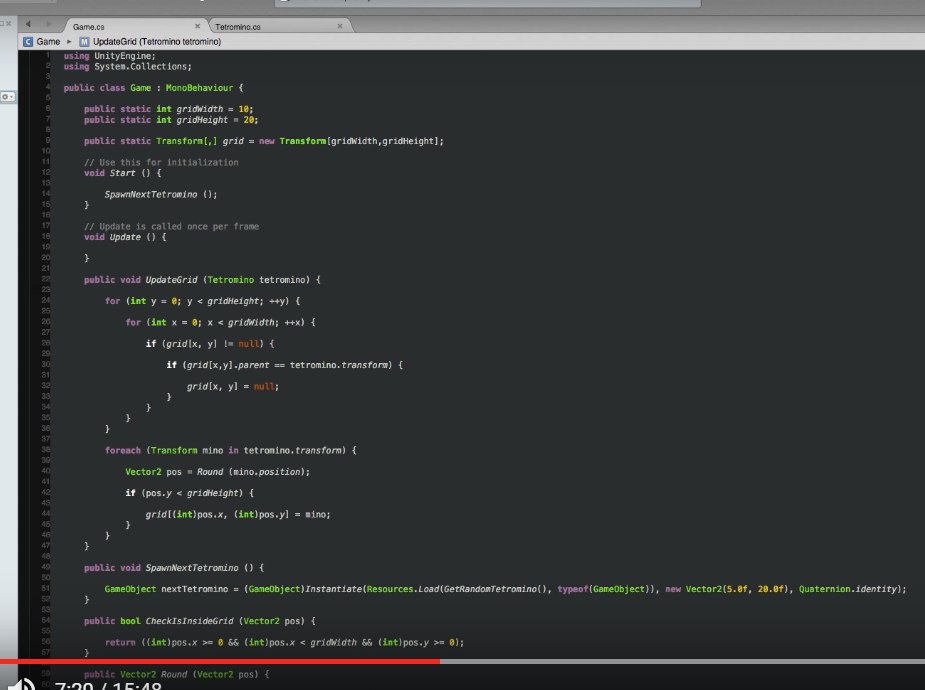 Game.cs
Tetromino.cs
Game ▸ M UpdateGrid (Tetromino tetromino)
1 using UnityEngine;
2 using System.Collections;
3
4 public class Game : MonoBehaviour {
5
6 public static int gridWidth = 10;
7 public static int gridHeight = 20;
8
9 public static Transform[,] grid = new Transform[gridWidth,gridHeight];
10
11 // Use this for initialization
12 void Start () {
13
14 SpawnNextTetromino ();
15 }
16
17 // Update is called once per frame
18 void Update () {
19
20 }
21
22 public void UpdateGrid (Tetromino tetromino) {
23
24 for (int y = 0; y < gridHeight; ++y) {
25
26 for (int x = 0; x < gridWidth; ++x) {
27
28 if (grid[x, y] != null) {
29
30 if (grid[x,y].parent == tetromino.transform) {
31
32 grid[x, y] = null;
33 }
34 }
35 }
36 }
37
38 foreach (Transform mino in tetromino.transform) {
39
40 Vector2 pos = Round (mino.position);
41
42 if (pos.y < gridHeight) {
43
44 grid[(int)pos.x, (int)pos.y] = mino;
45 }
46 }
47 }
48
49 public void SpawnNextTetromino () {
50
51 GameObject nextTetromino = (GameObject)Instantiate(Resources.Load(GetRandomTetromino(), typeof(GameObject)), new Vector2(5.0f, 20.0f), Quaternion.identity);
52 }
53
54 public bool CheckIsInsideGrid (Vector2 pos) {
55
56 return ((int)pos.x >= 0 && (int)pos.x < gridWidth && (int)pos.y >= 0);
57 }
59 public Vector2 Round (Vector2 pos) {
7:29 / 15:48